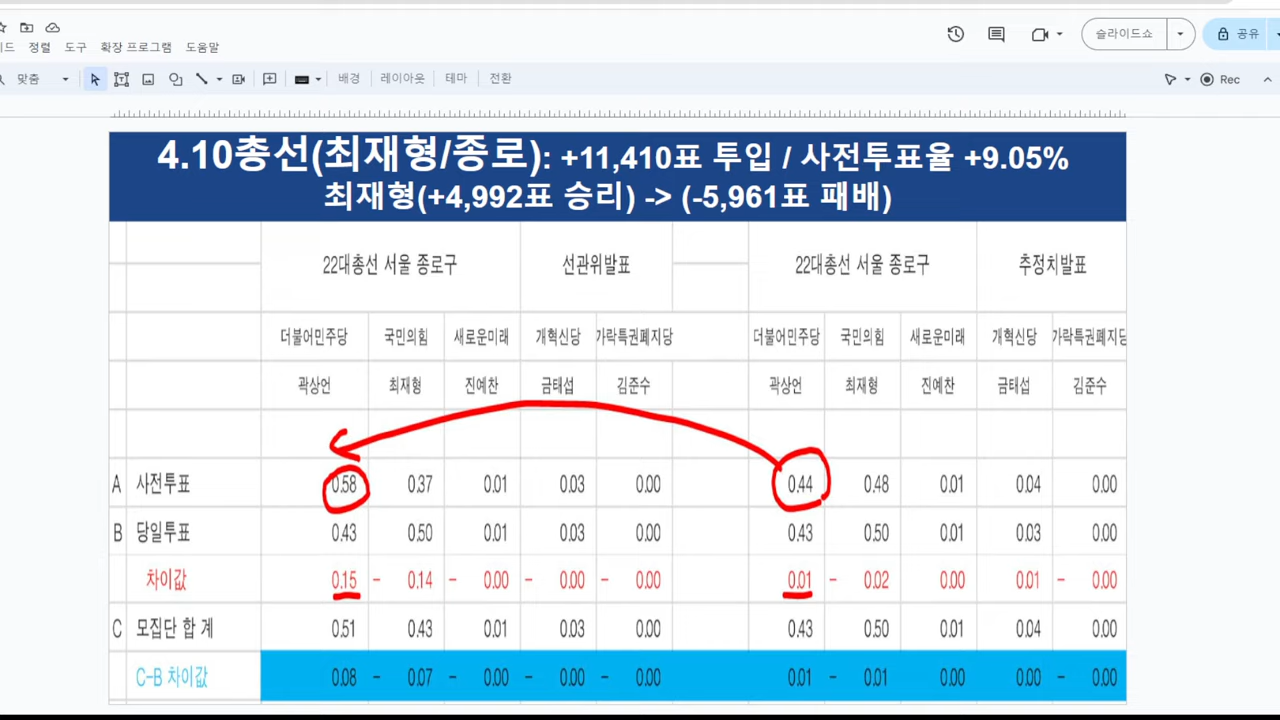 정렬 도구 확장 프로그램 도움말
슬라이드쇼
공유
맞춤
배경 레이아웃 테마 전환
Rec
4.10총선(최재형/종로): +11,410표 투입 / 사전투표율 +9.05%
최재형(+4,992표 승리) -> (-5,961표 패배)
22대총선 서울 종로구 선관위발표 22대총선 서울 종로구 추정치발표
더불어민주당 국민의힘 새로운미래 개혁신당 가락특권폐지당 더불어민주당 국민의힘 새로운미래 개혁신당 가락특권폐지당
곽상언 최재형 진예찬 금태섭 김준수 곽상언 최재형 진예찬 금태섭 김준수
A 사전투표 0.58 0.37 0.01 0.03 0.00 0.44 0.48 0.01 0.04 0.00
B 당일투표 0.43 0.50 0.01 0.03 0.00 0.43 0.50 0.01 0.03 0.00
차이값 0.15 - 0.14 - 0.00 - 0.00 - 0.00 0.01 - 0.02 0.00 0.01 - 0.00
C 모집단 합 계 0.51 0.43 0.01 0.03 0.00 0.43 0.50 0.01 0.04 0.00
C-B 차이값 0.08 - 0.07 - 0.00 - 0.00 - 0.00 0.01 - 0.01 0.00 0.00 - 0.00